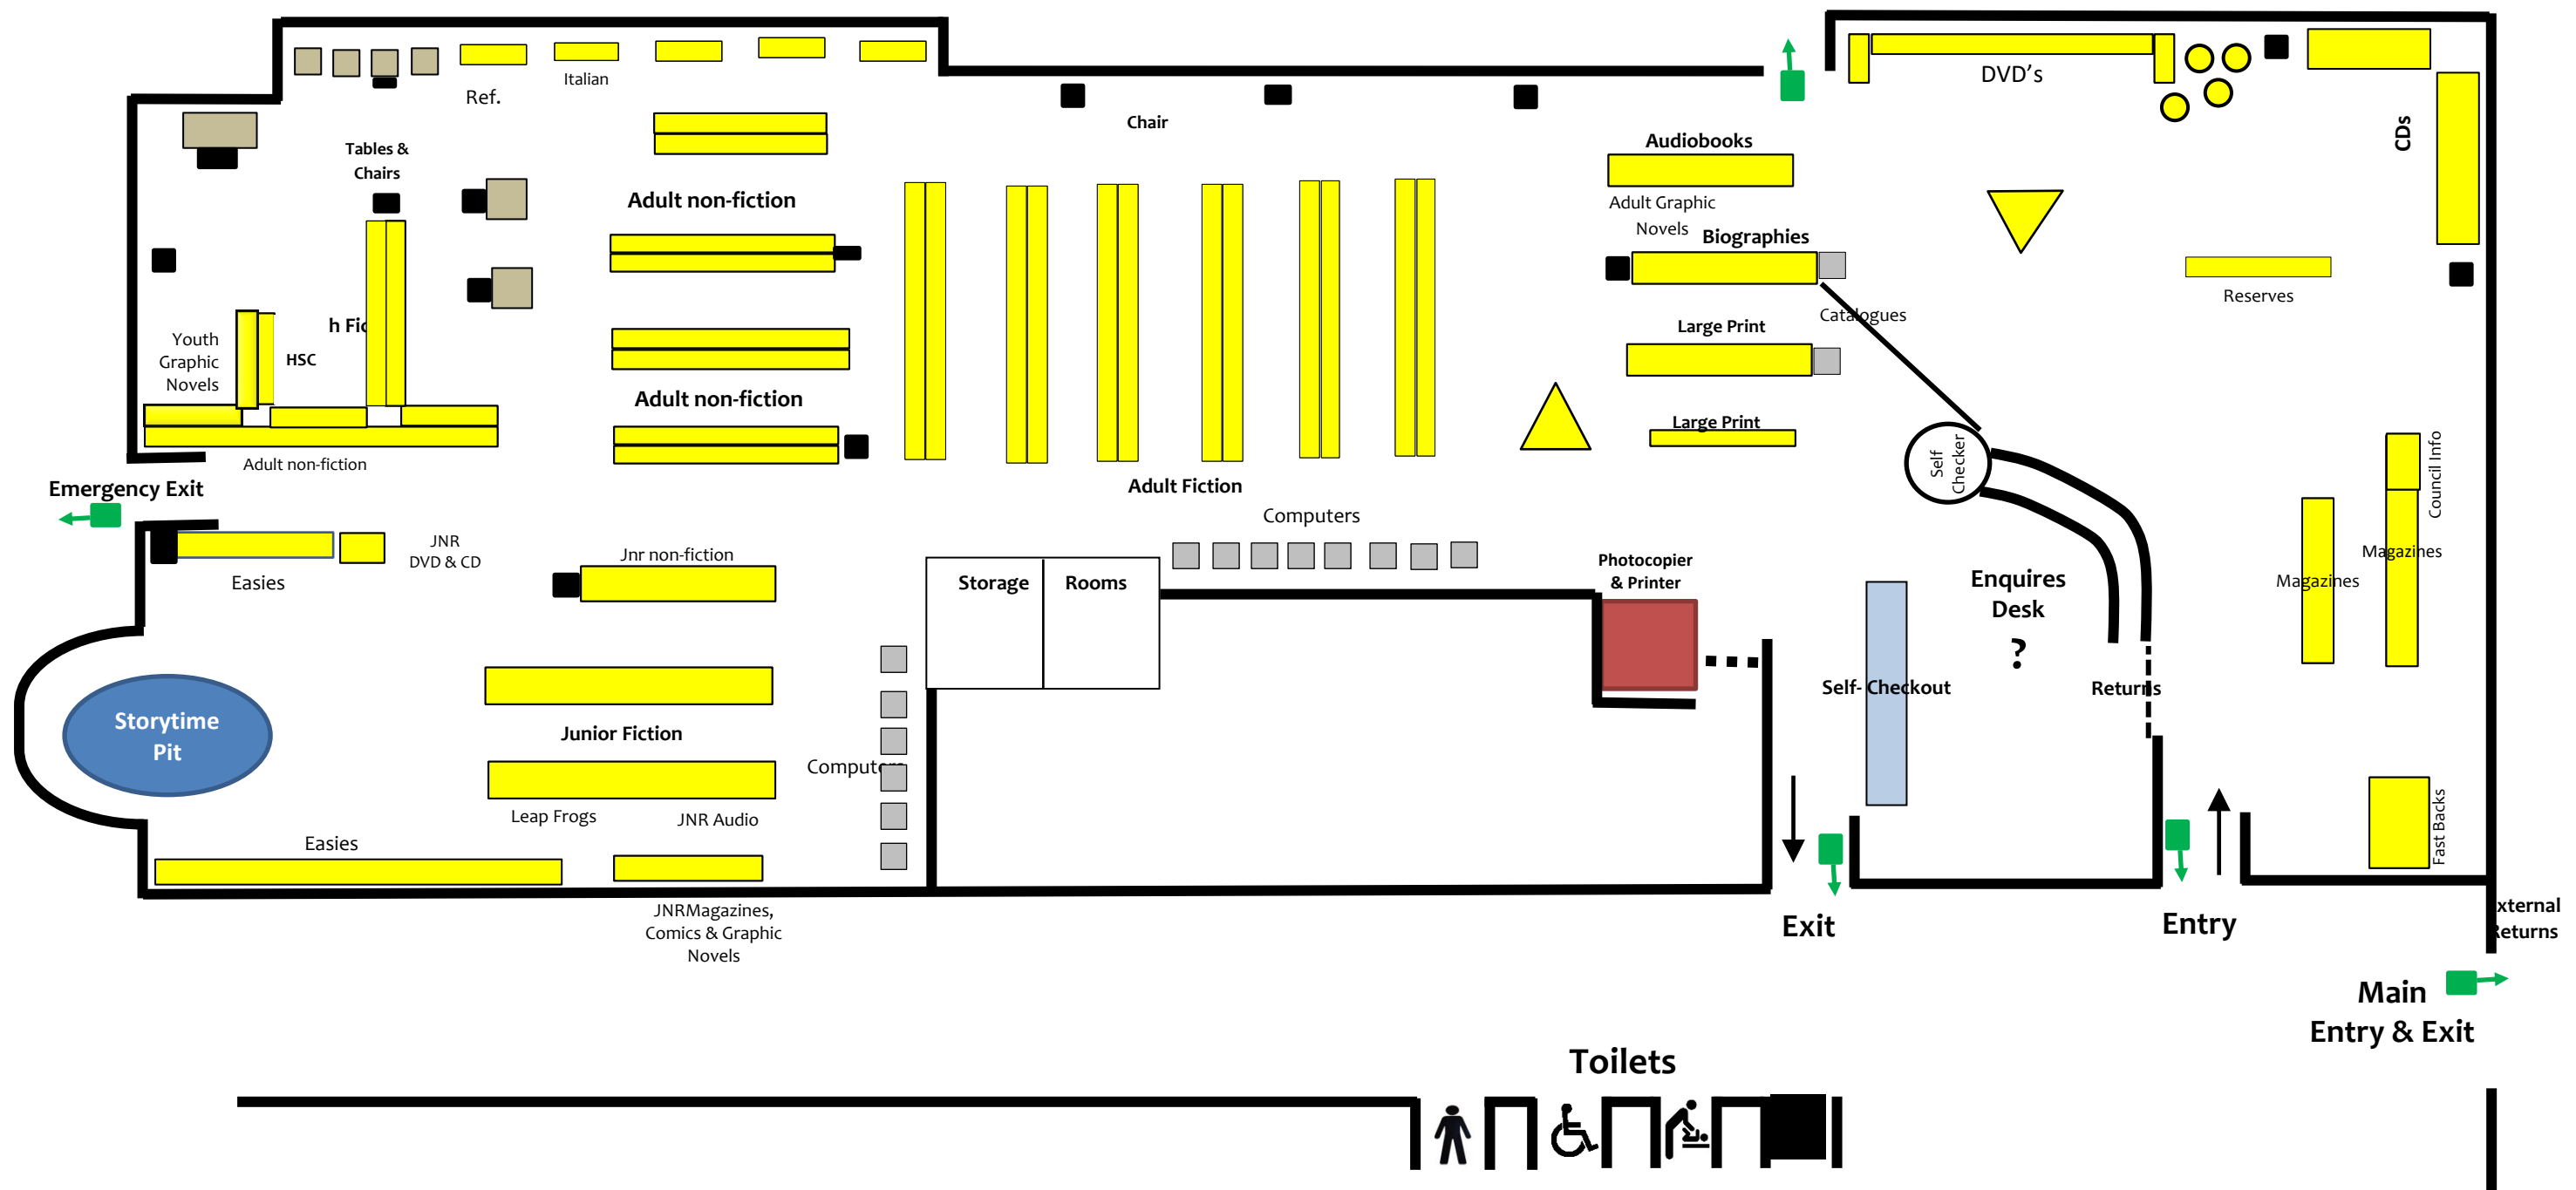 DVD's
Italian
Ref.
CDs
Chair
Audiobooks
Tables &
Chairs
Adult non-fiction
Adult Graphic
Novels
Biographies
Reserves
Catalogues
Large Print
Youth
Graphic
Novels
h Fic
HSC
Adult non-fiction
Large Print
Self
Checker
Council Info
Adult non-fiction
Emergency Exit
Adult Fiction
Computers
JNR
DVD & CD
Jnr non-fiction
Easies
Storage
Rooms
Photocopier
& Printer
Enquires
Desk
?
Magazines
Magazines
Self- Checkout
Returns
Storytime
Pit
Junior Fiction
Computers
Leap Frogs
JNR Audio
Easies
Fast Backs
JNRMagazines,
Comics & Graphic
Novels
Exit
Entry
xternal
Returns
Main
Entry & Exit
Toilets